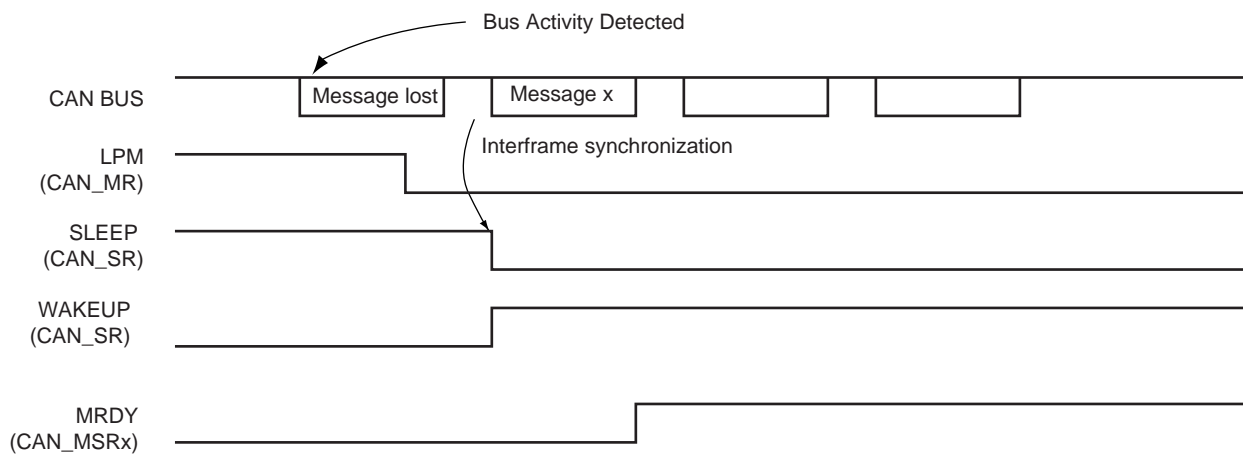 Bus Activity Detected
CAN BUS
Message lost
Message x
Interframe synchronization
LPM
(CAN_MR)
SLEEP
(CAN_SR)
WAKEUP
(CAN_SR)
MRDY
(CAN_MSRx)